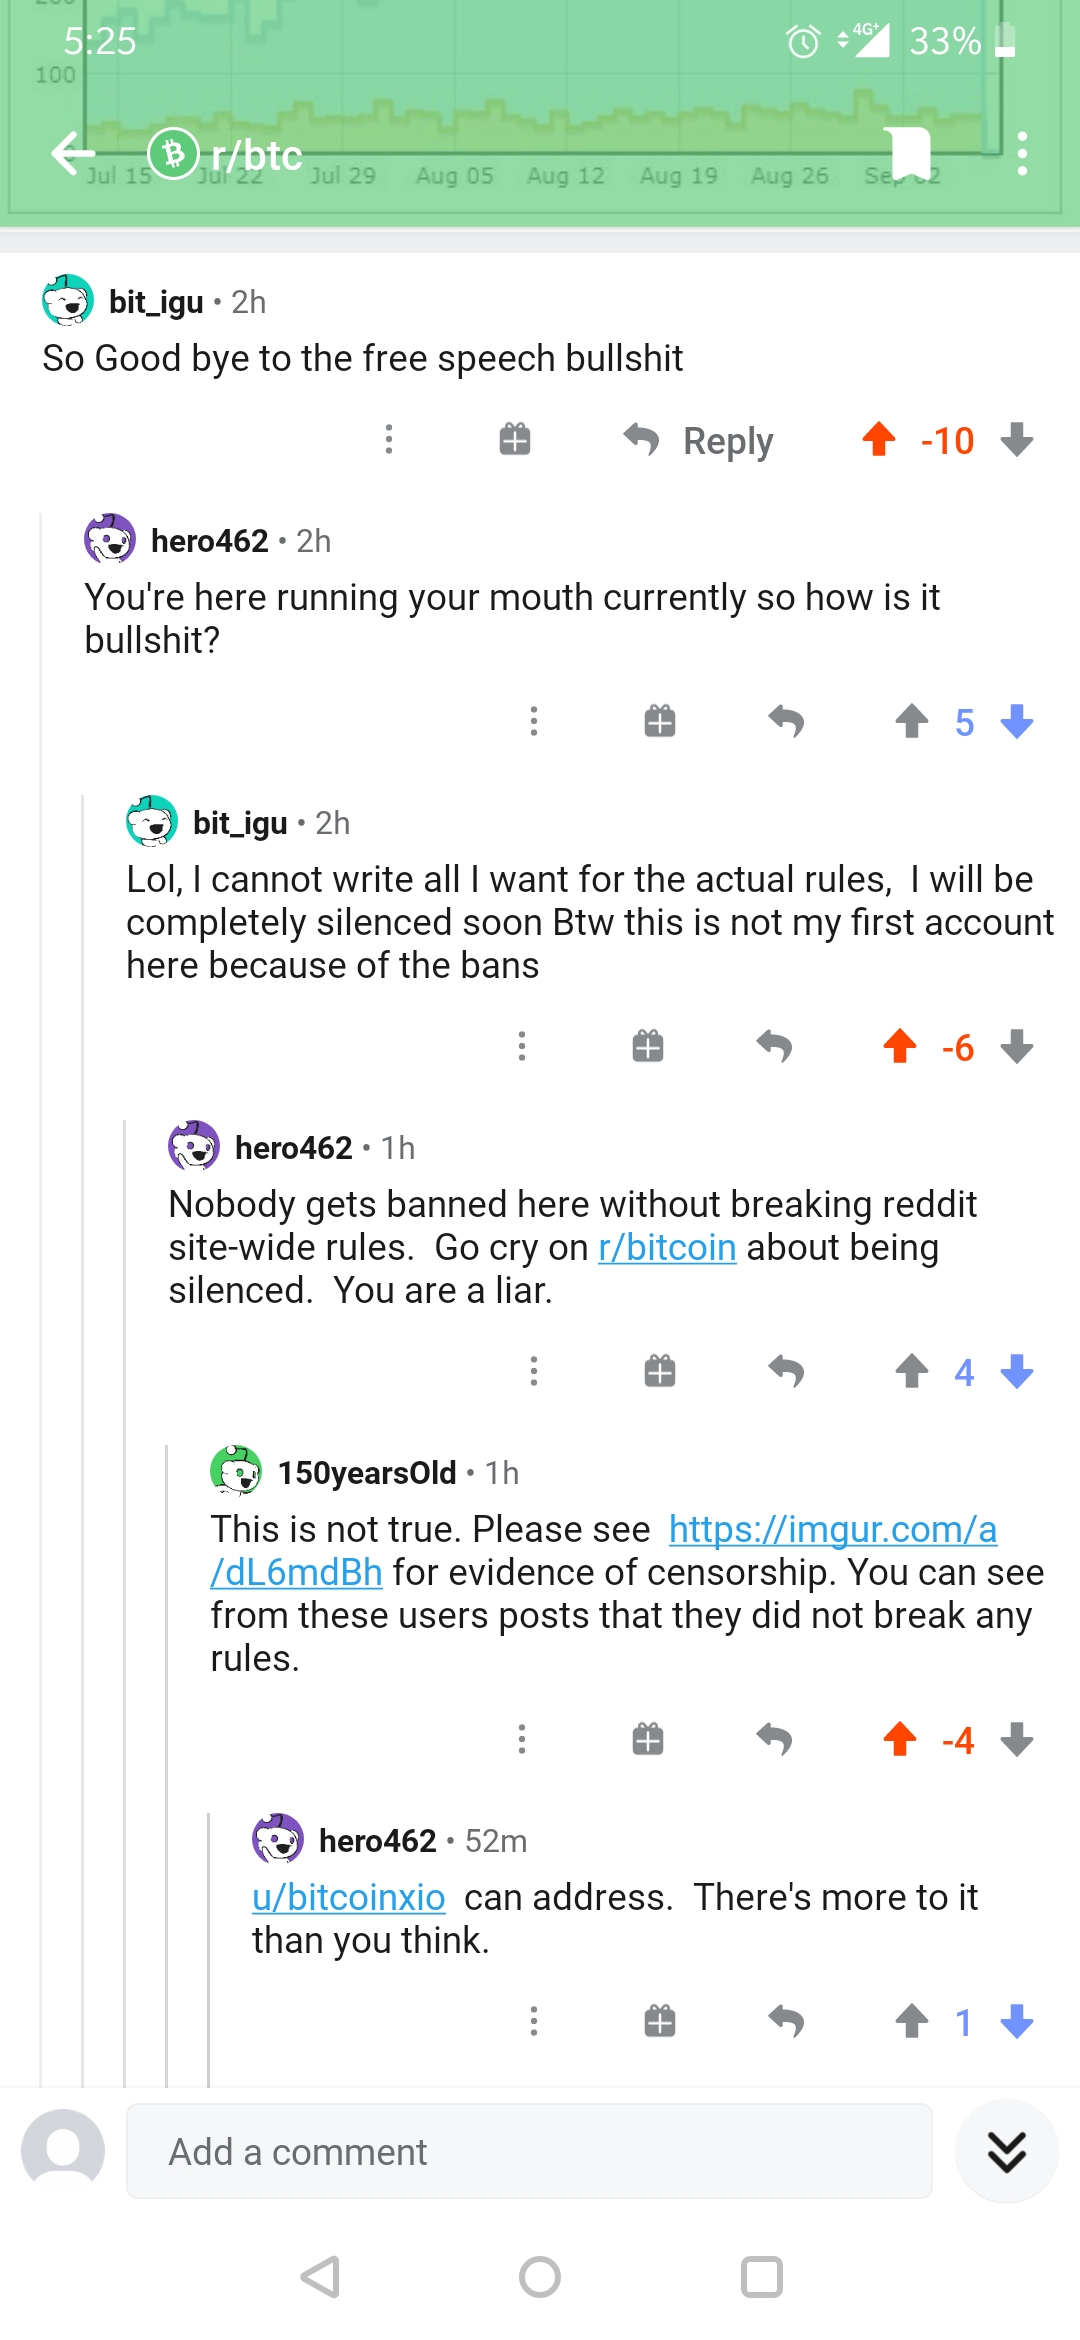 200
5:25
4G+
33%
100
r/btc
Jul 15 Jul 22 Jul 29 Aug 05 Aug 12 Aug 19 Aug 26 Sep 02
bit_igu • 2h
So Good bye to the free speech bullshit
Reply
-10
hero462 • 2h
You're here running your mouth currently so how is it
bullshit?
5
bit_igu • 2h
Lol, I cannot write all I want for the actual rules,  I will be
completely silenced soon Btw this is not my first account
here because of the bans
-6
hero462 • 1h
Nobody gets banned here without breaking reddit
site-wide rules.  Go cry on r/bitcoin about being
silenced.  You are a liar.
4
150yearsOld • 1h
This is not true. Please see  https://imgur.com/a
/dL6mdBh for evidence of censorship. You can see
from these users posts that they did not break any
rules.
-4
hero462 • 52m
u/bitcoinxio  can address.  There's more to it
than you think.
1
Add a comment